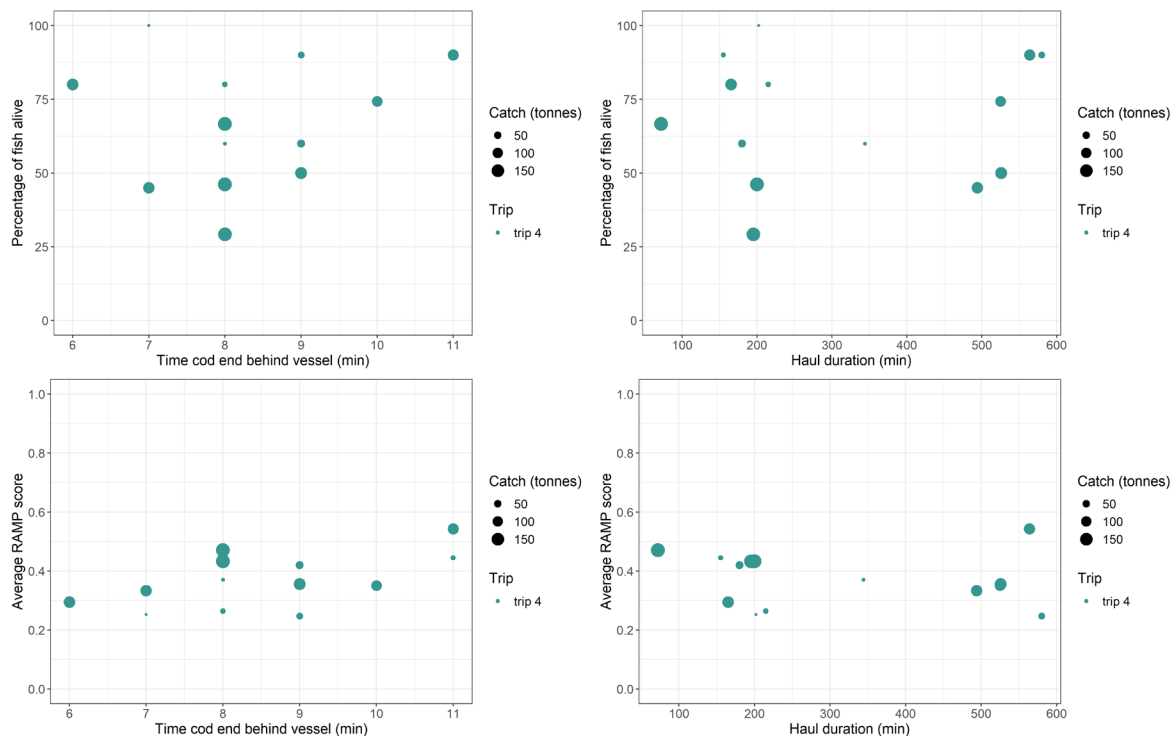 100
75
50
25
0
Percentage of fish alive
6 7 8 9 10 11
Time cod end behind vessel (min)
Catch (tonnes)
50
100
150
Trip
trip 4
100
75
50
25
0
Percentage of fish alive
100 200 300 400 500 600
Haul duration (min)
Catch (tonnes)
50
100
150
Trip
trip 4
1.0
0.8
0.6
0.4
0.2
0.0
Average RAMP score
6 7 8 9 10 11
Time cod end behind vessel (min)
Catch (tonnes)
50
100
150
Trip
trip 4
1.0
0.8
0.6
0.4
0.2
0.0
Average RAMP score
100 200 300 400 500 600
Haul duration (min)
Catch (tonnes)
50
100
150
Trip
trip 4